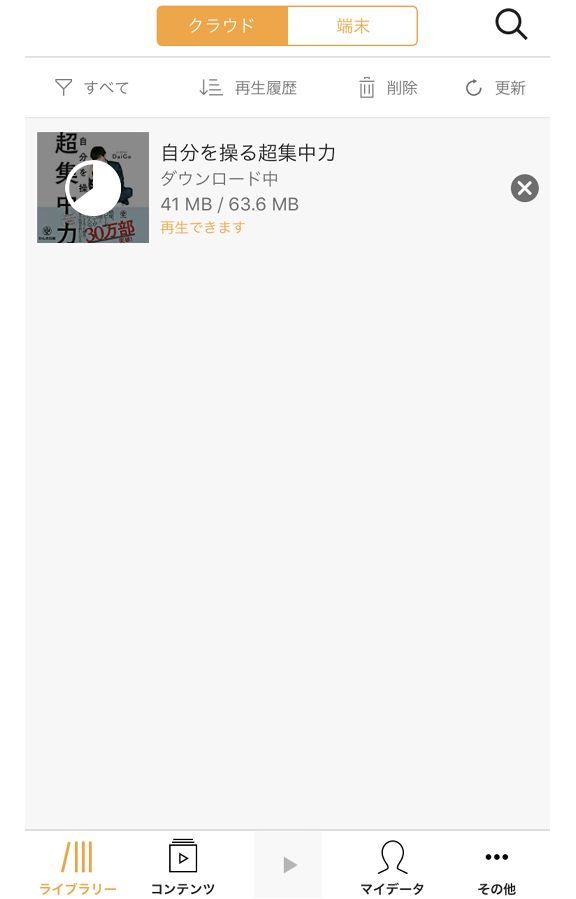 クラウド
端末
すべて
再生履歴
削除
更新
超集中力
自分を操る
DaiGo
30万部
突破!
自分を操る超集中力
ダウンロード中
41 MB / 63.6 MB
再生できます
ライブラリー
コンテンツ
マイデータ
その他